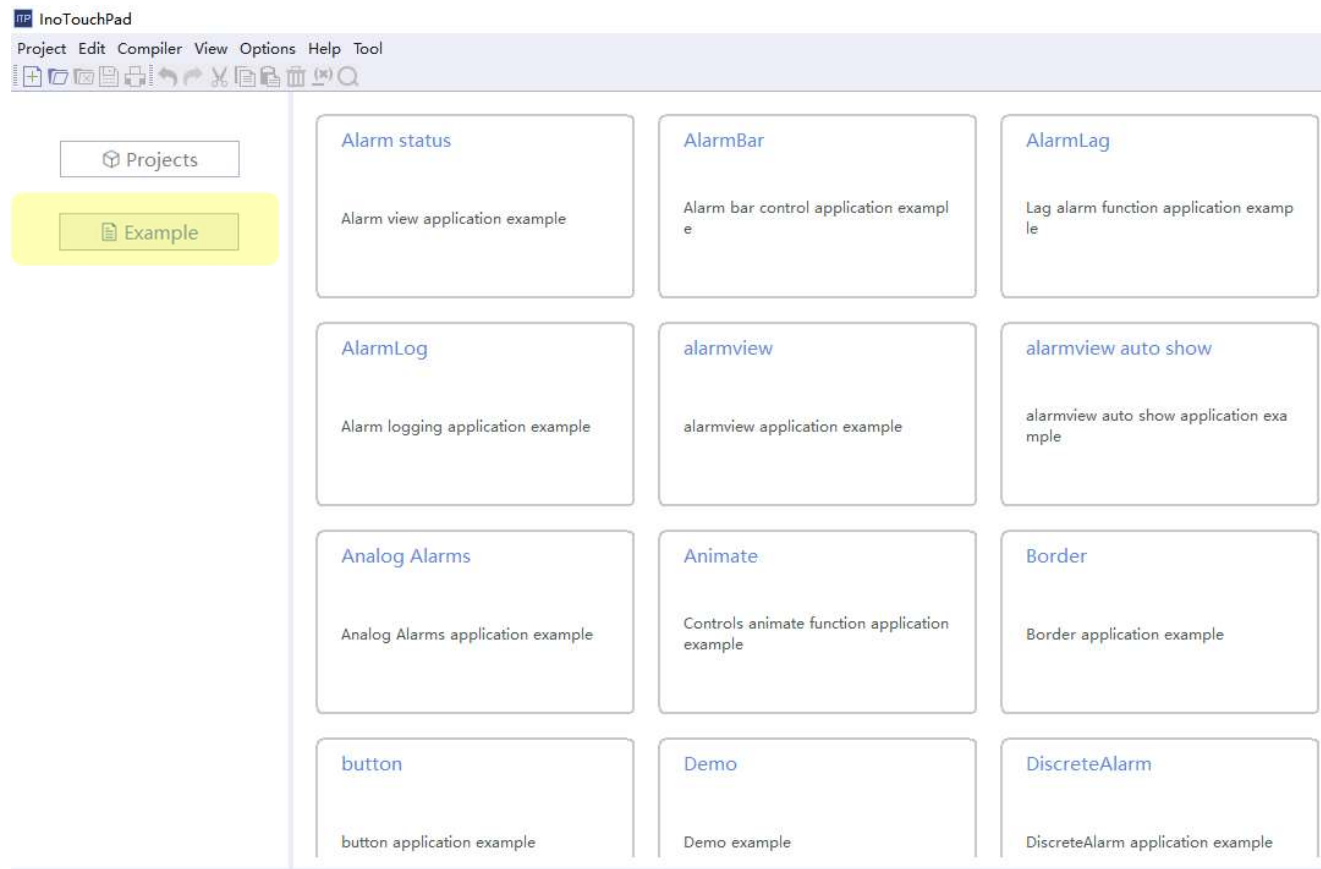 ITP InoTouchPad
Project Edit Compiler View Options Help Tool
Projects
Example
Alarm status
Alarm view application example
AlarmBar
Alarm bar control application exampl
e
AlarmLag
Lag alarm function application examp
le
AlarmLog
Alarm logging application example
alarmview
alarmview application example
alarmview auto show
alarmview auto show application exa
mple
Analog Alarms
Analog Alarms application example
Animate
Controls animate function application
example
Border
Border application example
button
button application example
Demo
Demo example
DiscreteAlarm
DiscreteAlarm application example